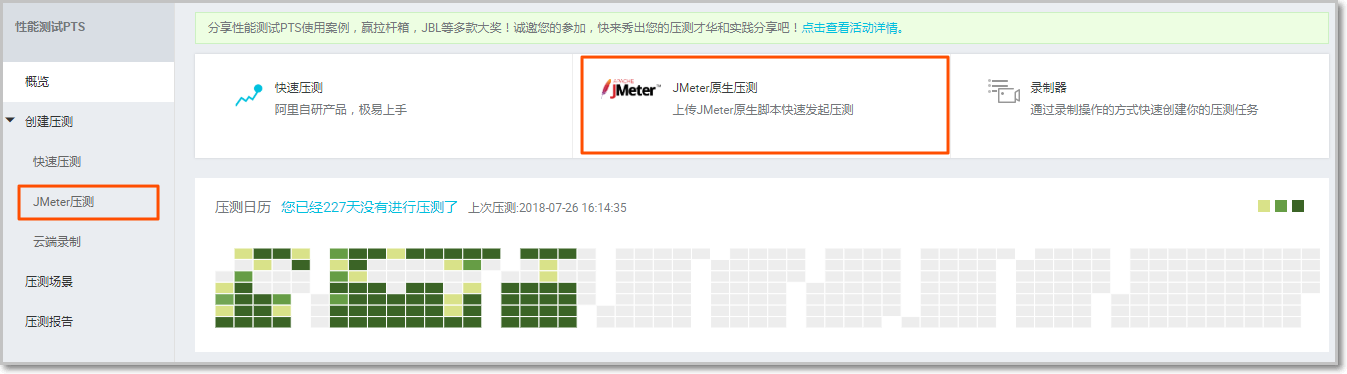 性能测试PTS
概览
创建压测
快速压测
JMeter压测
云端录制
压测场景
压测报告
分享性能测试PTS使用案例，赢拉杆箱，JBL等多款大奖！诚邀您的参加，快来秀出您的压测才华和实践分享吧！点击查看活动详情。
快速压测
阿里自研产品，极易上手
APACHE
JMeter™
JMeter原生压测
上传JMeter原生脚本快速发起压测
录制器
通过录制操作的方式快速创建你的压测任务
压测日历 您已经227天没有进行压测了 上次压测:2018-07-26 16:14:35